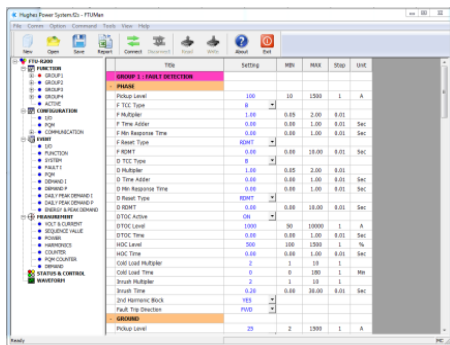 Hughes Power System/f2s - FTUMan
File Comm Option Command Tools View Help
New Open Save Report Connect Disconnect Read Write About Exit
FTU-R200
FUNCTION
GROUP1
GROUP2
GROUP3
GROUP4
ACTIVE
CONFIGURATION
I/O
PQM
COMMUNICATION
EVENT
I/O
FUNCTION
SYSTEM
FAULT I
PQM
DEMAND I
DEMAND P
DAILY PEAK DEMAND I
DAILY PEAK DEMAND P
ENERGY & PEAK DEMAND
MEASUREMENT
VOLT & CURRENT
SEQUENCE VALUE
POWER
HARMONICS
COUNTER
PQM COUNTER
DEMAND
STATUS & CONTROL
WAVEFORM
Title Setting MIN MAX Step Unit
GROUP 1 : FAULT DETECTION
- PHASE
Pickup Level 100 10 1500 1 A
F TCC Type B
F Multiplier 1.00 0.05 2.00 0.01
F Time Adder 0.00 0.00 1.00 0.01 Sec
F Min Response Time 0.00 0.00 1.00 0.01 Sec
F Reset Type RDMT
F RDMT 0.00 0.00 10.00 0.01 Sec
D TCC Type B
D Multiplier 1.00 0.05 2.00 0.01
D Time Adder 0.00 0.00 1.00 0.01 Sec
D Min Response Time 0.00 0.00 1.00 0.01 Sec
D Reset Type RDMT
D RDMT 0.00 0.00 10.00 0.01 Sec
DTOC Active ON
DTOC Level 1000 50 10000 1 A
DTOC Time 0.00 0.00 1.00 0.01 Sec
HOC Level 500 100 1500 1 %
HOC Time 0.00 0.00 1.00 0.01 Sec
Cold Load Multiplier 2 1 10 1
Cold Load Time 0 0 180 1 Min
Inrush Multiplier 2 1 10 1
Inrush Time 0.20 0.00 30.00 0.01 Sec
2nd Harmonic Block YES
Fault Trip Direction FWD
- GROUND
Pickup Level 25 2 1500 1 A
Ready